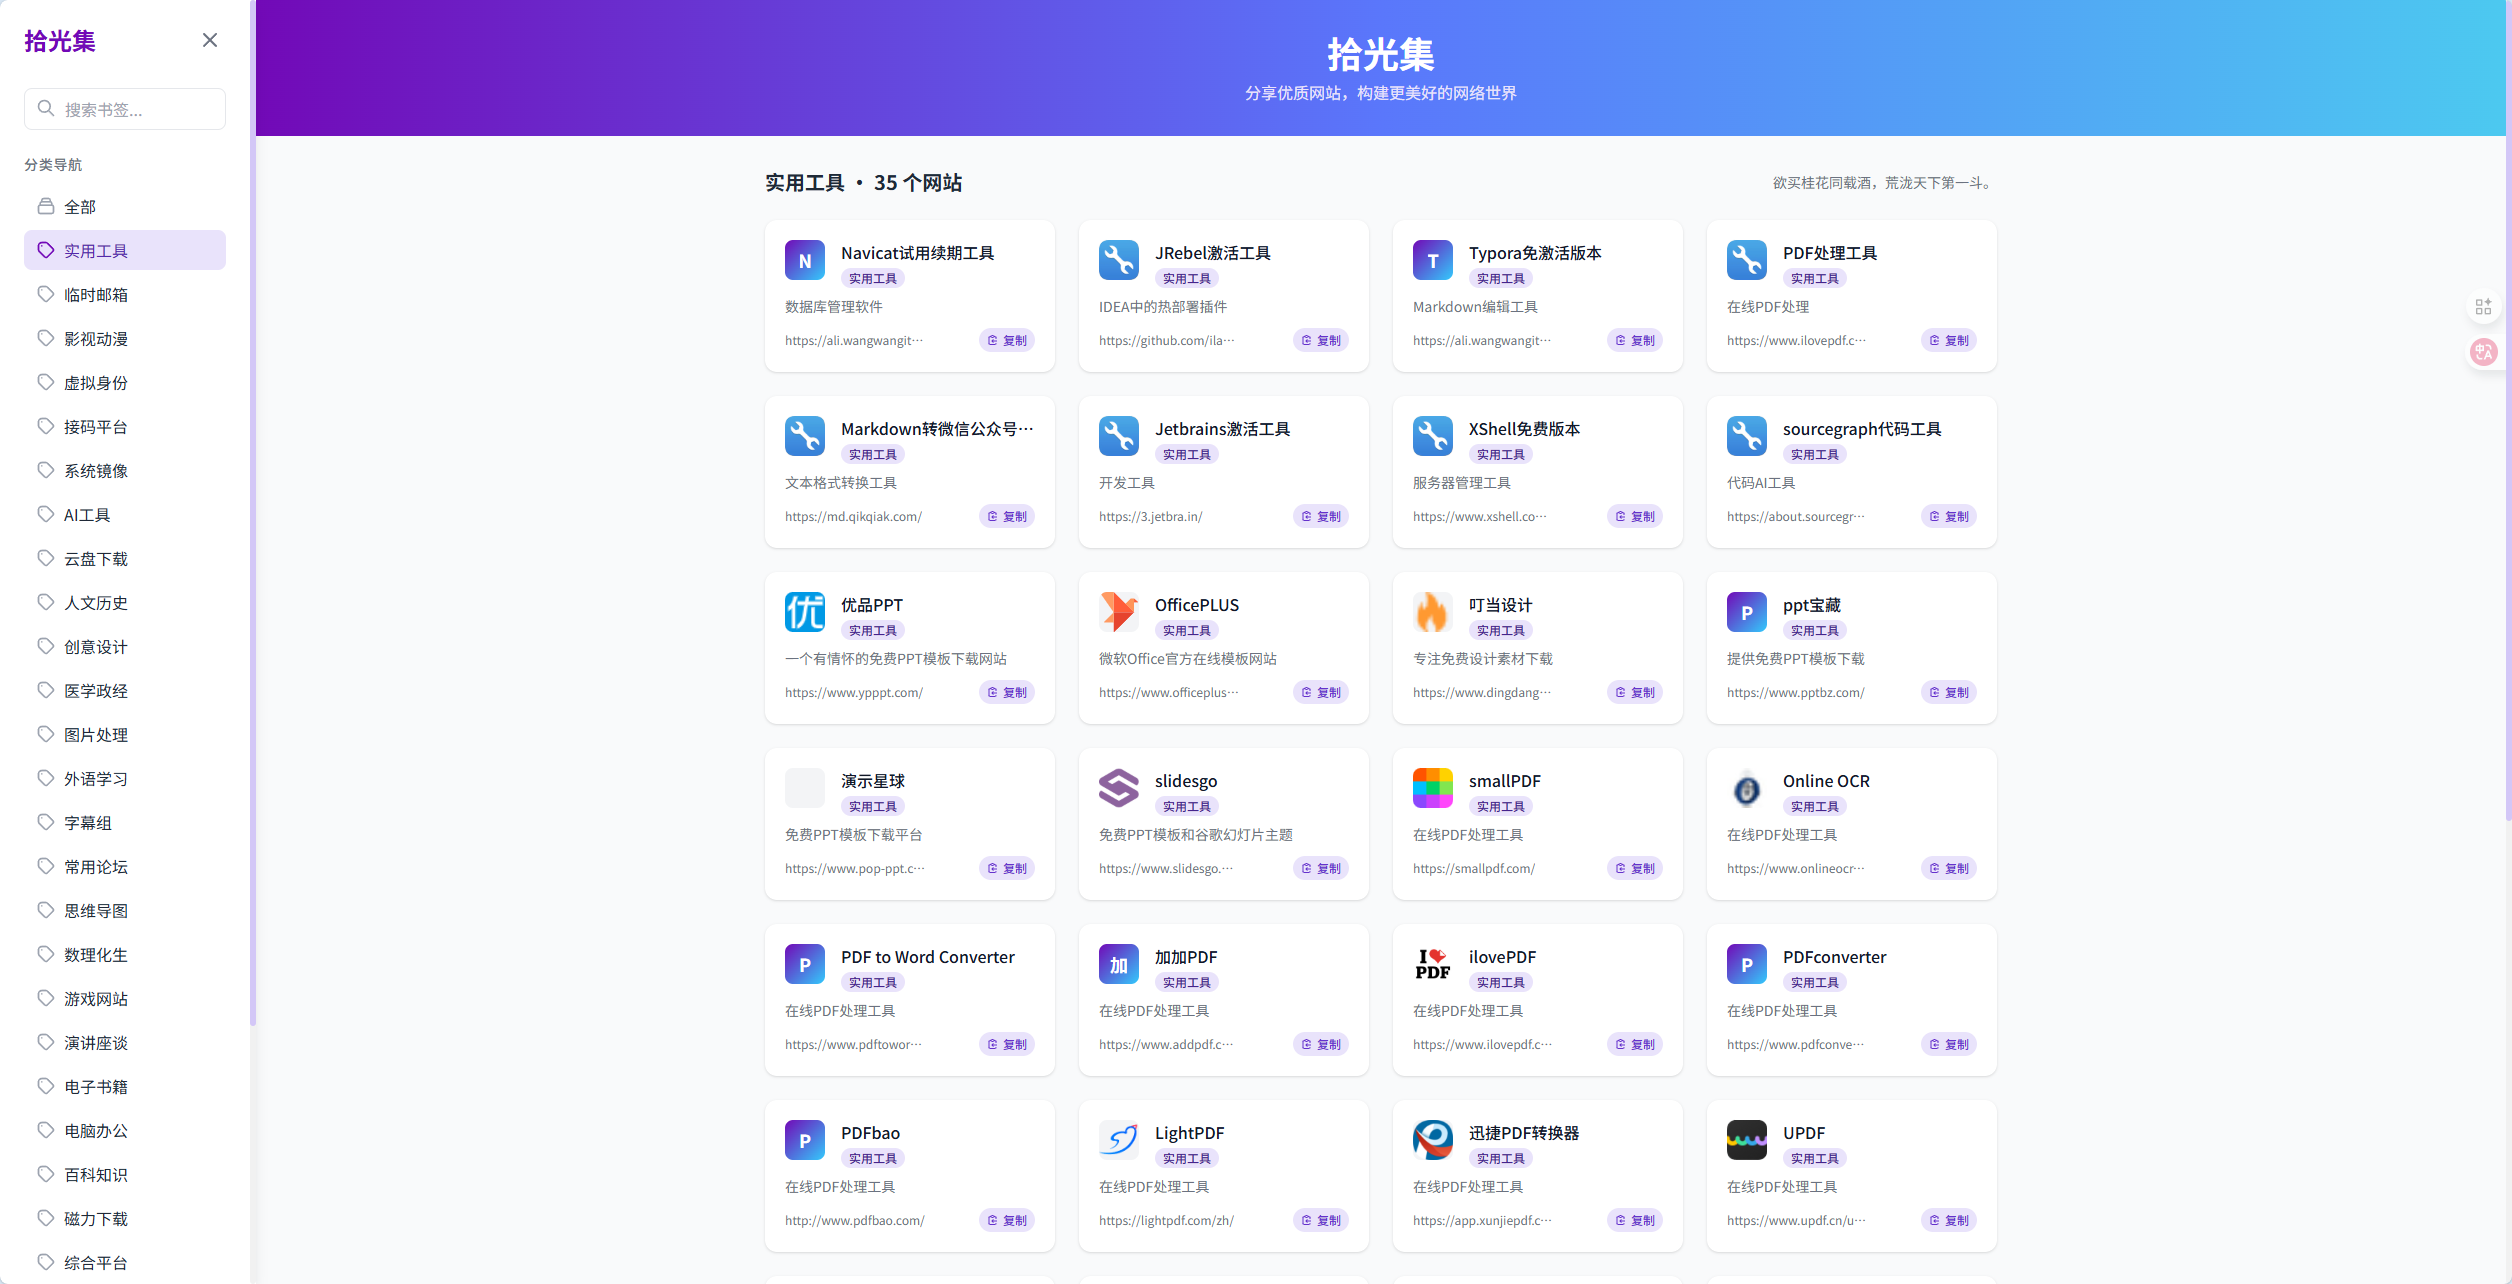 拾光集
搜索书签...
分类导航
全部
实用工具
临时邮箱
影视动漫
虚拟身份
接码平台
系统镜像
AI工具
云盘下载
人文历史
创意设计
医学政经
图片处理
外语学习
字幕组
常用论坛
思维导图
数理化生
游戏网站
演讲座谈
电子书籍
电脑办公
百科知识
磁力下载
综合平台
拾光集
分享优质网站，构建更美好的网络世界
实用工具 · 35 个网站
欲买桂花同载酒，荒泷天下第一斗。
N
Navicat试用续期工具
实用工具
数据库管理软件
https://ali.wangwangit···
复制
JRebel激活工具
实用工具
IDEA中的热部署插件
https://github.com/ila···
复制
T
Typora免激活版本
实用工具
Markdown编辑工具
https://ali.wangwangit···
复制
PDF处理工具
实用工具
在线PDF处理
https://www.ilovepdf.c···
复制
Markdown转微信公众号···
实用工具
文本格式转换工具
https://md.qikqiak.com/
复制
Jetbrains激活工具
实用工具
开发工具
https://3.jetbra.in/
复制
XShell免费版本
实用工具
服务器管理工具
https://www.xshell.co···
复制
sourcegraph代码工具
实用工具
代码AI工具
https://about.sourcegr···
复制
优
优品PPT
实用工具
一个有情怀的免费PPT模板下载网站
https://www.ypppt.com/
复制
OfficePLUS
实用工具
微软Office官方在线模板网站
https://www.officeplus···
复制
叮当设计
实用工具
专注免费设计素材下载
https://www.dingdang···
复制
P
ppt宝藏
实用工具
提供免费PPT模板下载
https://www.pptbz.com/
复制
演示星球
实用工具
免费PPT模板下载平台
https://www.pop-ppt.c···
复制
slidesgo
实用工具
免费PPT模板和谷歌幻灯片主题
https://www.slidesgo.···
复制
smallPDF
实用工具
在线PDF处理工具
https://smallpdf.com/
复制
Online OCR
实用工具
在线PDF处理工具
https://www.onlineocr···
复制
P
PDF to Word Converter
实用工具
在线PDF处理工具
https://www.pdftowor···
复制
加
加加PDF
实用工具
在线PDF处理工具
https://www.addpdf.c···
复制
I
PDF
ilovePDF
实用工具
在线PDF处理工具
https://www.ilovepdf.c···
复制
P
PDFconverter
实用工具
在线PDF处理工具
https://www.pdfconve···
复制
P
PDFbao
实用工具
在线PDF处理工具
http://www.pdfbao.com/
复制
LightPDF
实用工具
在线PDF处理工具
https://lightpdf.com/zh/
复制
迅捷PDF转换器
实用工具
在线PDF处理工具
https://app.xunjiepdf.c···
复制
UPDF
实用工具
在线PDF处理工具
https://www.updf.cn/u···
复制